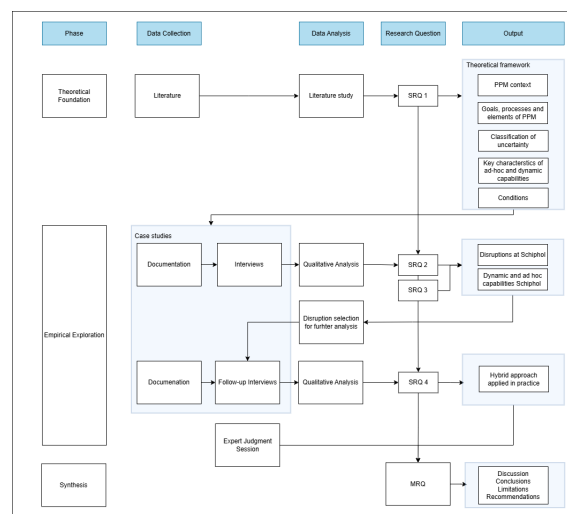 Phase
Data Collection
Data Analysis
Research Question
Output
Theoretical
Foundation
Literature
Literature study
SRQ 1
Theoretical framework
PPM context
Goals, processes and
elements of PPM
Classification of
uncertainty
Key characterstics of
ad-hoc and dynamic
capabilities
Conditions
Empirical Exploration
Case studies
Documentation
Interviews
Qualitative Analysis
SRQ 2
SRQ 3
Disruptions at Schiphol
Dynamic and ad hoc
capabilities Schiphol
Disruption selection
for furhter analysis
Documenation
Follow-up Interviews
Qualitative Analysis
SRQ 4
Hybrid approach
applied in practice
Expert Judgment
Session
Synthesis
MRQ
Discussion
Conclusions
Limitations
Recommendations